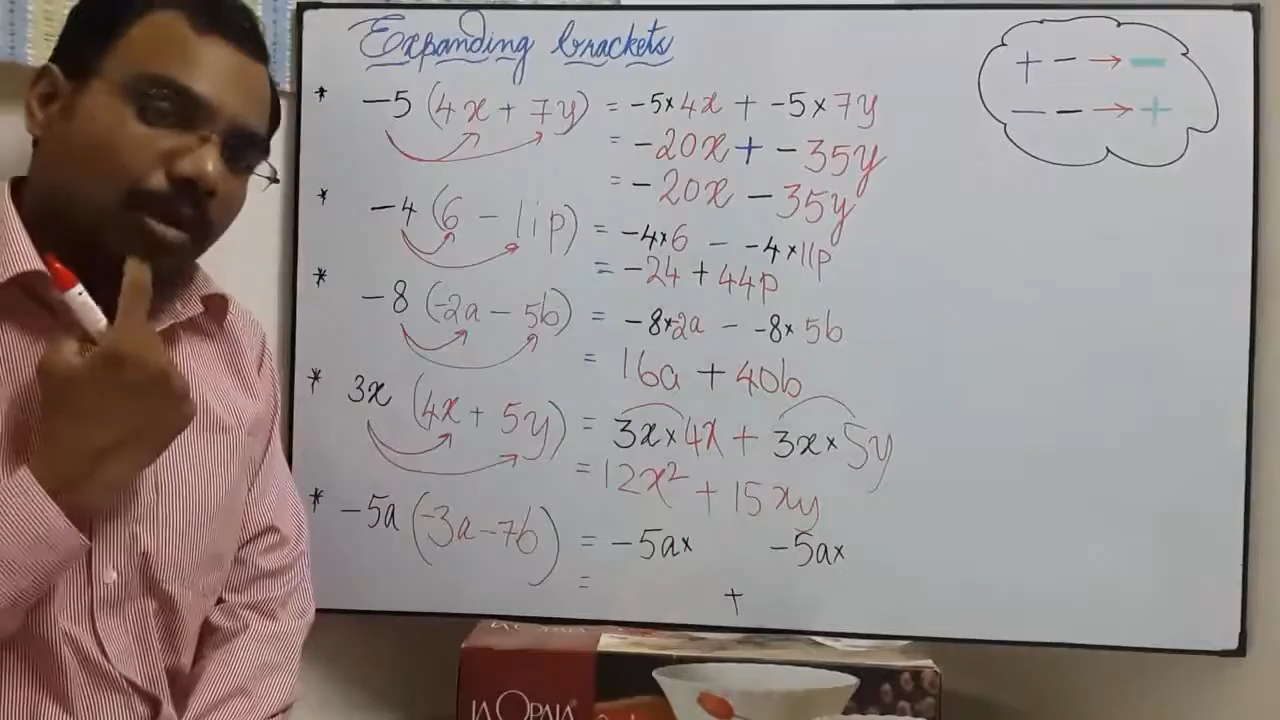 Expanding brackets
+ - → -
- - → +
* -5 (4x + 7y) = -5×4x + -5×7y
= -20x + -35y
= -20x - 35y
* -4 (6 - 11p) = -4×6 - -4×11p
= -24 + 44p
* -8 (-2a - 5b) = -8×-2a - -8×5b
= 16a + 40b
* 3x (4x + 5y) = 3x×4x + 3x×5y
= 12x² + 15xy
* -5a (-3a-7b) = -5a× -5a×
= +
LA OPALA